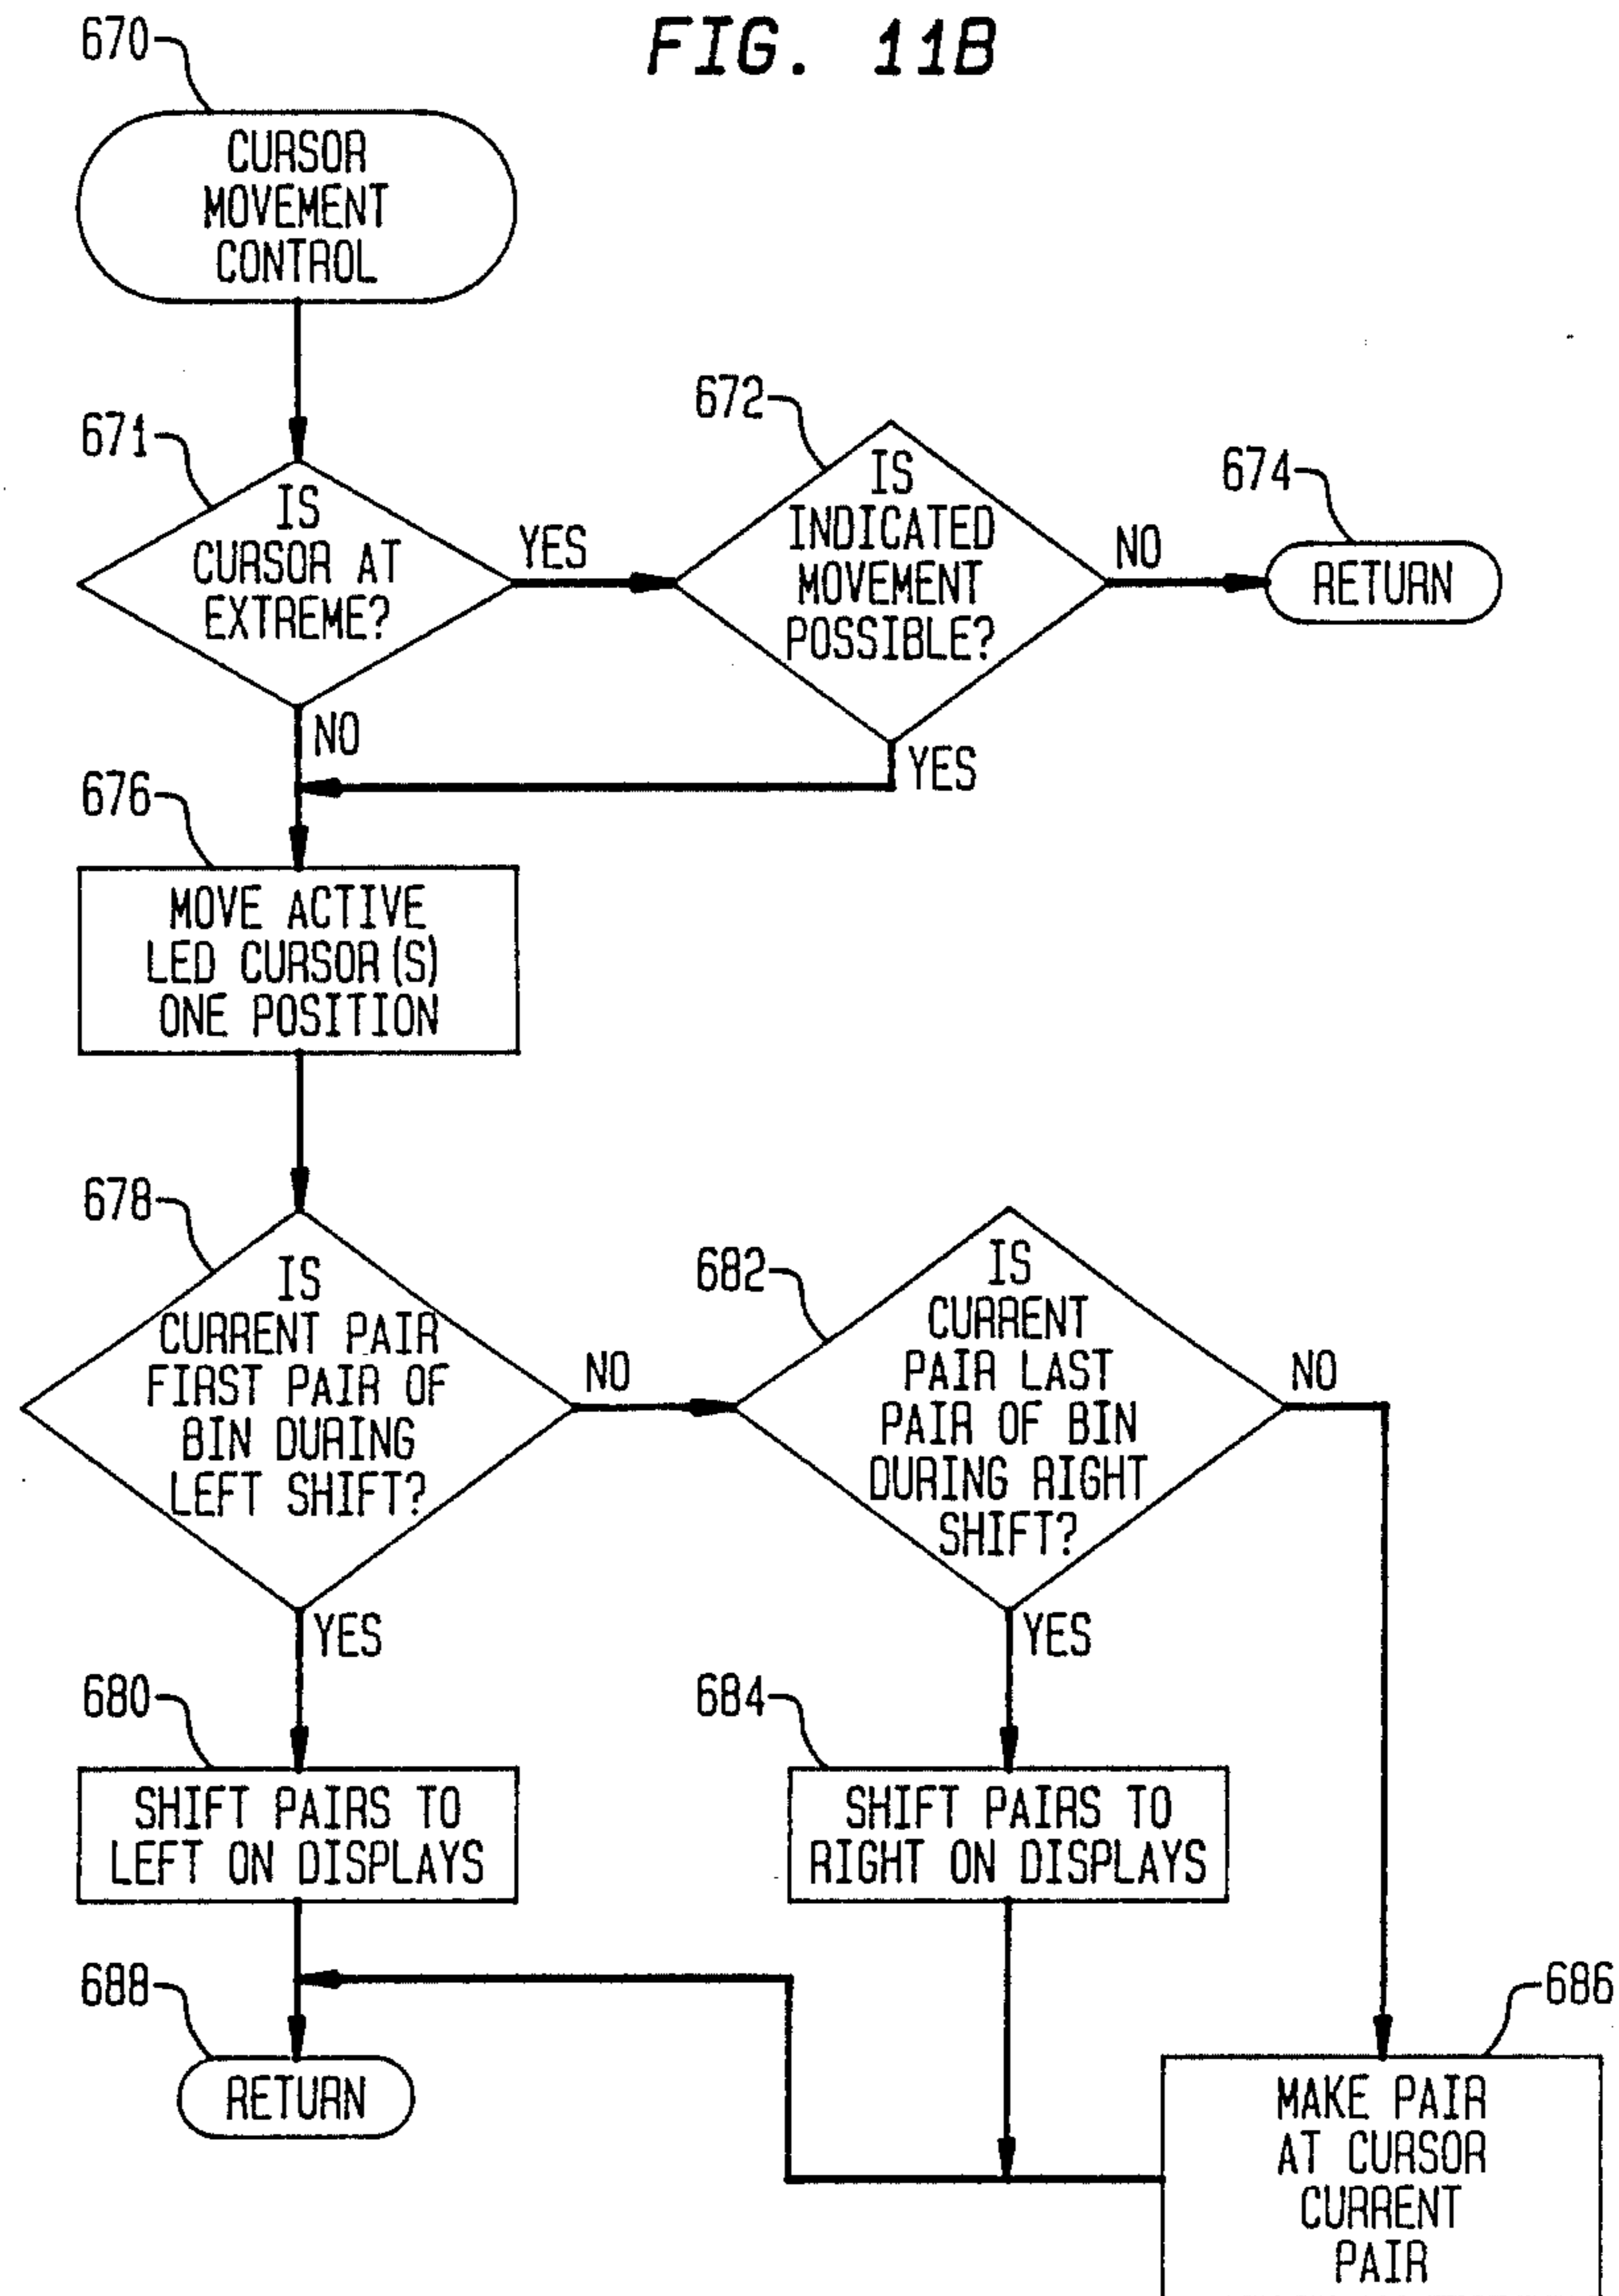 FIG. 11B
670
CURSOR
MOVEMENT
CONTROL
671
IS
CURSOR AT
EXTREME?
YES
NO
672
IS
INDICATED
MOVEMENT
POSSIBLE?
NO
YES
674
RETURN
676
MOVE ACTIVE
LED CURSOR(S)
ONE POSITION
678
IS
CURRENT PAIR
FIRST PAIR OF
BIN DURING
LEFT SHIFT?
NO
YES
682
IS
CURRENT
PAIR LAST
PAIR OF BIN
DURING RIGHT
SHIFT?
NO
YES
680
SHIFT PAIRS TO
LEFT ON DISPLAYS
684
SHIFT PAIRS TO
RIGHT ON DISPLAYS
688
RETURN
686
MAKE PAIR
AT CURSOR
CURRENT
PAIR